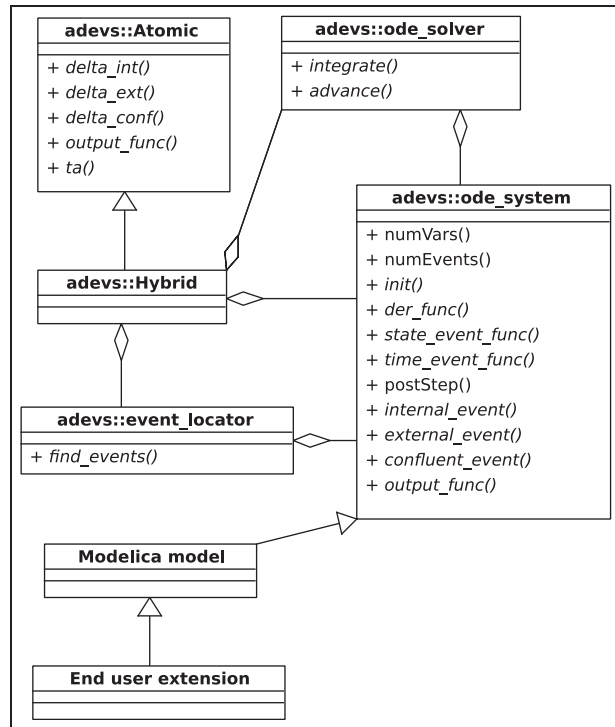 adevs::Atomic
+ delta_int()
+ delta_ext()
+ delta_conf()
+ output_func()
+ ta()
adevs::ode_solver
+ integrate()
+ advance()
adevs::ode_system
+ numVars()
+ numEvents()
+ init()
+ der_func()
+ state_event_func()
+ time_event_func()
+ postStep()
+ internal_event()
+ external_event()
+ confluent_event()
+ output_func()
adevs::Hybrid
adevs::event_locator
+ find_events()
Modelica model
End user extension